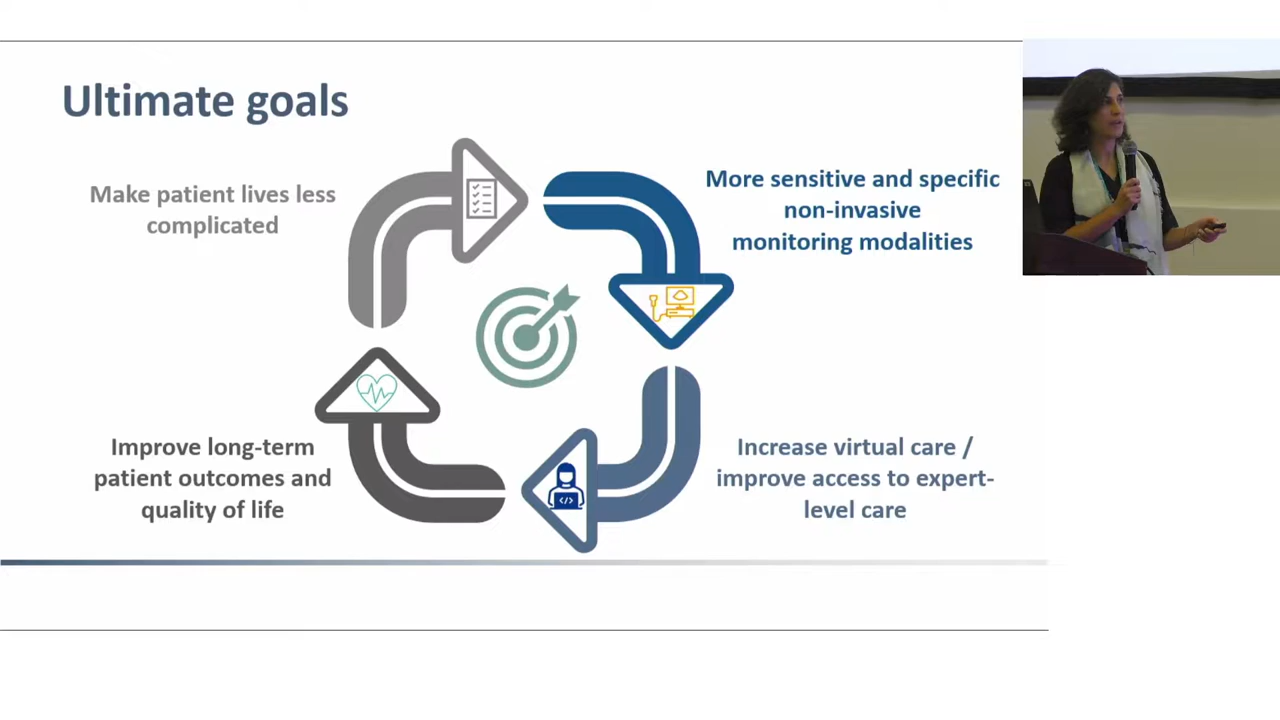 Ultimate goals
Make patient lives less
complicated
More sensitive and specific
non-invasive
monitoring modalities
Improve long-term
patient outcomes and
quality of life
Increase virtual care /
improve access to expert-
level care